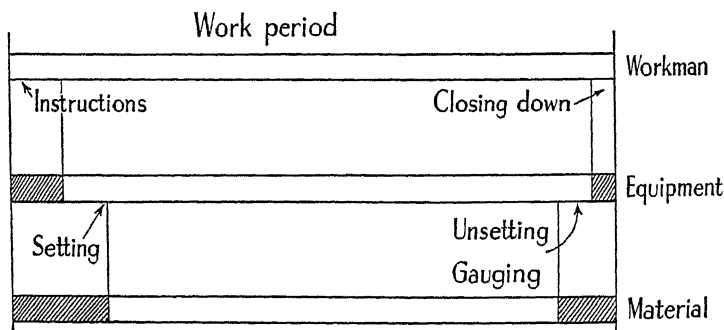 Work period
Workman
Instructions
Closing down
Equipment
Setting
Unsetting
Gauging
Material